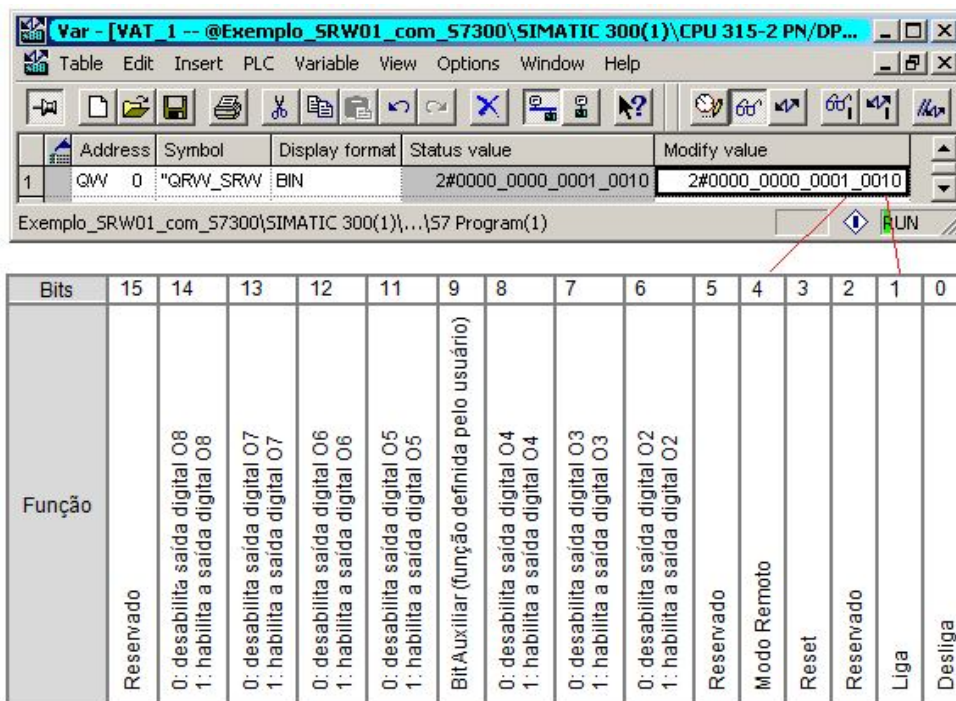 Var - [VAT_1 -- @Exemplo_SRW01_com_S7300\SIMATIC 300(1)\CPU 315-2 PN/DP...
Table Edit Insert PLC Variable View Options Window Help
Address Symbol Display format Status value Modify value
1 QW 0 "QRW_SRW BIN 2#0000_0000_0001_0010 2#0000_0000_0001_0010
Exemplo_SRW01_com_S7300\SIMATIC 300(1)\...\S7 Program(1) RUN
Bits 15 14 13 12 11 9 8 7 6 5 4 3 2 1 0
Função
Reservado
0: desabilita saída digital O8
1: habilita a saída digital O8
0: desabilita saída digital O7
1: habilita a saída digital O7
0: desabilita saída digital O6
1: habilita a saída digital O6
0: desabilita saída digital O5
1: habilita a saída digital O5
Bit Auxiliar (função definida pelo usuário)
0: desabilita saída digital O4
1: habilita a saída digital O4
0: desabilita saída digital O3
1: habilita a saída digital O3
0: desabilita saída digital O2
1: habilita a saída digital O2
Reservado
Modo Remoto
Reset
Reservado
Liga
Desliga